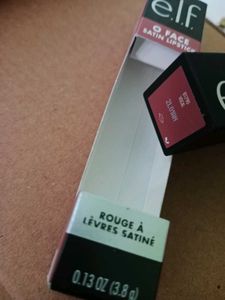 e.l.f.
O FACE
SATIN LIPSTICK
ROUGE À
LÈVRES SATINÉ
0.13 OZ (3.8 g)